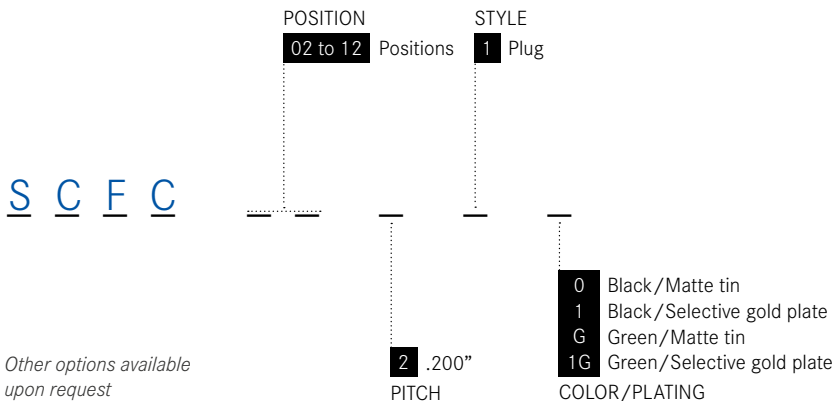 POSITION
02 to 12 Positions
STYLE
1 Plug
S C F C
0 Black/Matte tin
1 Black/Selective gold plate
G Green/Matte tin
1G Green/Selective gold plate
COLOR/PLATING
2 .200”
PITCH
Other options available
upon request